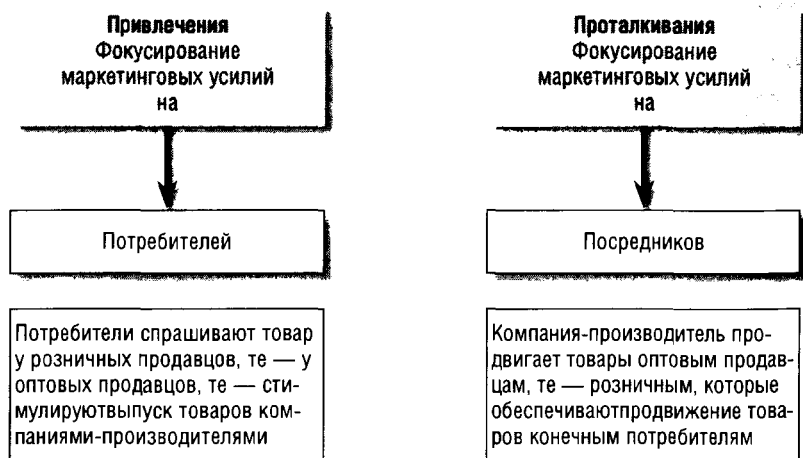 Привлечения
Фокусирование
маркетинговых усилий
на
Потребителей
Потребители спрашивают товар
у розничных продавцов, те — у
оптовых продавцов, те — сти-
мулируютвыпуск товаров ком-
паниями-производителями
Проталкивания
Фокусирование
маркетинговых усилий
на
Посредников
Компания-производитель про-
двигает товары оптовым продав-
цам, те — розничным, которые
обеспечиваютпродвижение това-
ров конечным потребителям